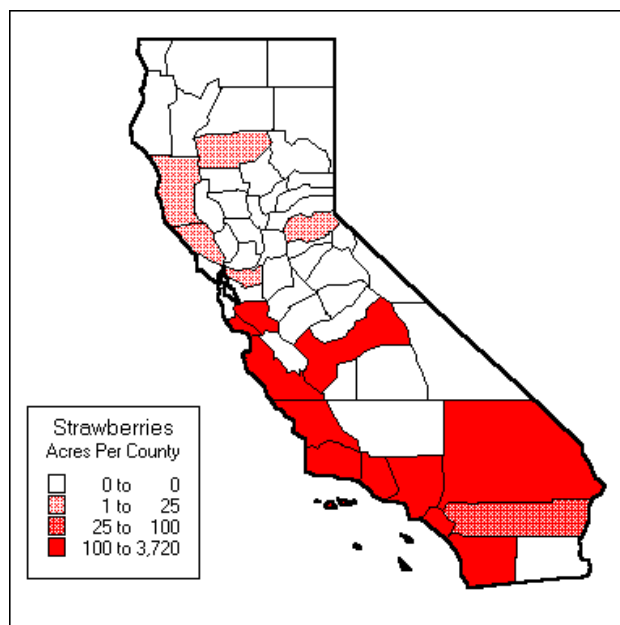 Strawberries
Acres Per County
0 to 0
1 to 25
25 to 100
100 to 3,720